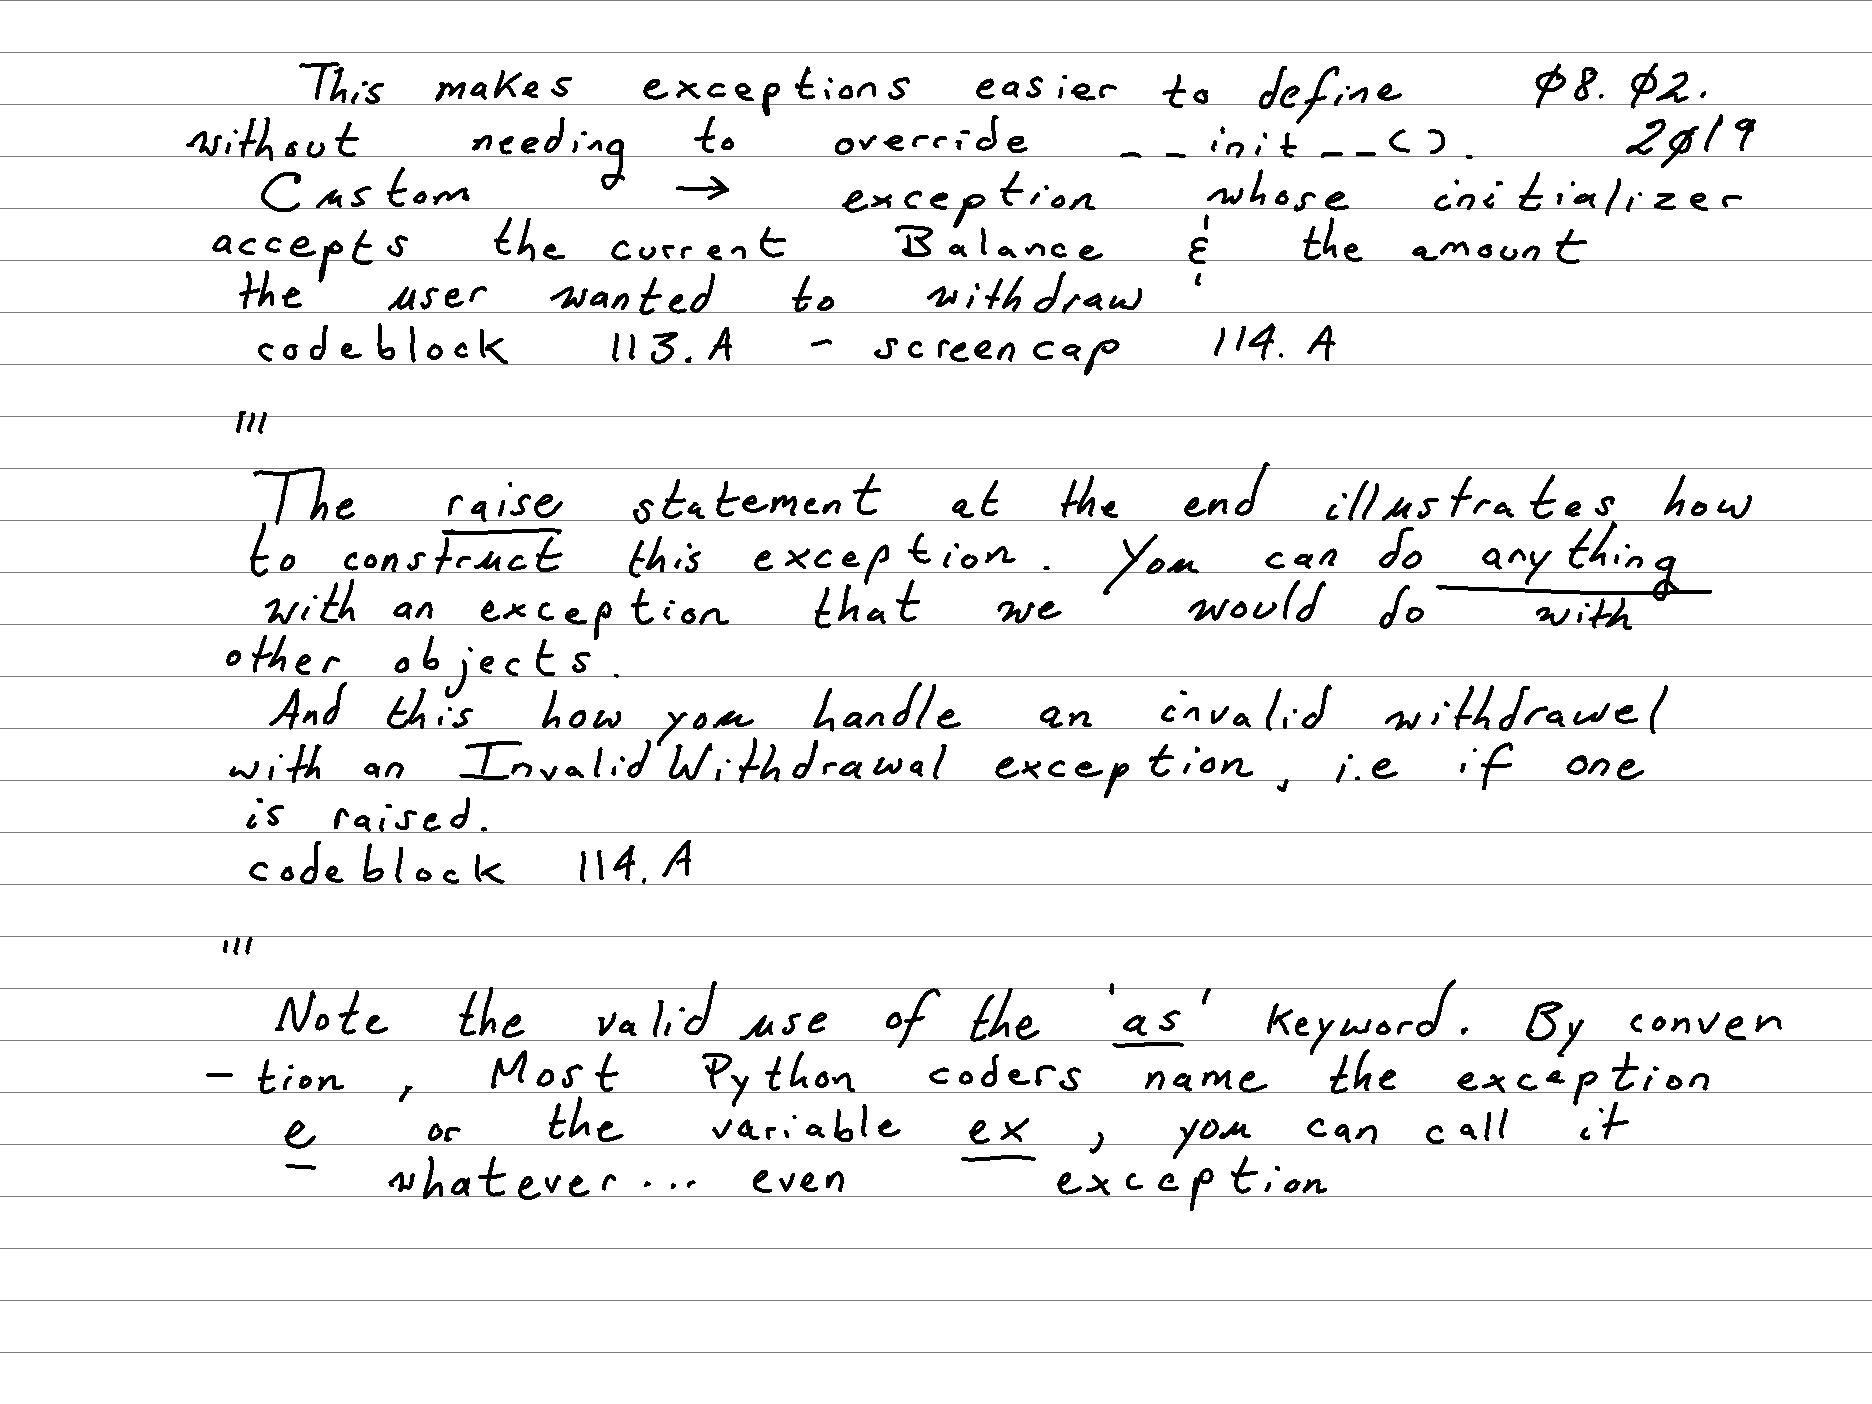 This makes exceptions easier to define Ø8. Ø2.
without needing to override __init__(). 2Ø19
Custom → exception whose initializer
accepts the current Balance & the amount
the user wanted to withdraw
codeblock 113.A - screencap 114.A
'''
The raise statement at the end illustrates how
to construct this exception. You can do anything
with an exception that we would do with
other objects.
And this how you handle an invalid withdrawel
with an InvalidWithdrawal exception, i.e if one
is raised.
codeblock 114.A
'''
Note the valid use of the 'as' keyword. By conven
-tion, Most Python coders name the exception
e or the variable ex, you can call it
whatever... even exception